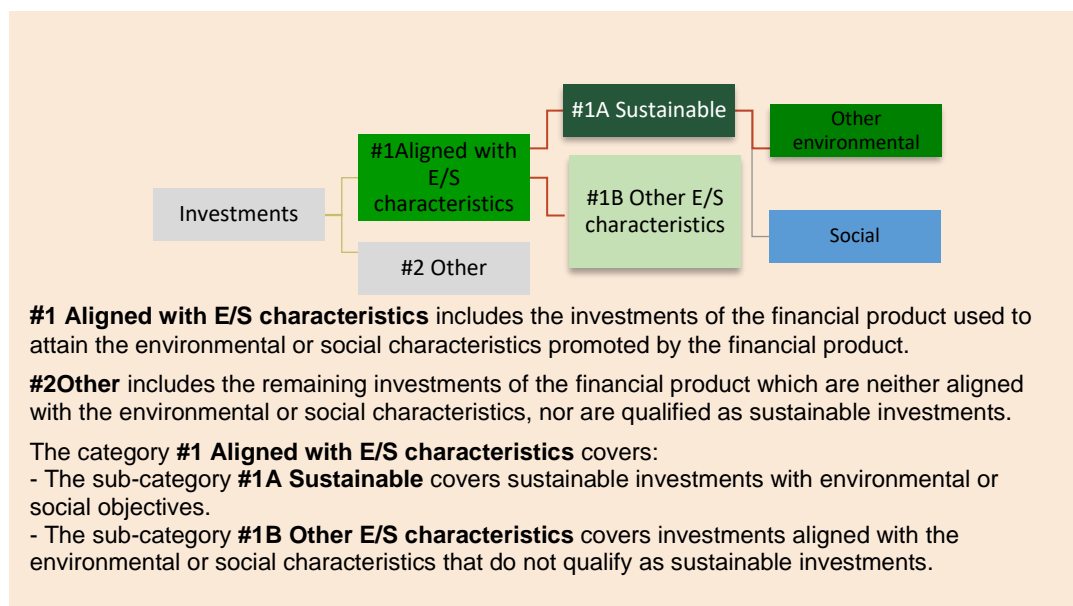 #1A Sustainable
Other
environmental
#1Aligned with
E/S
characteristics
#1B Other E/S
characteristics
Investments
Social
#2 Other
#1 Aligned with E/S characteristics includes the investments of the financial product used to
attain the environmental or social characteristics promoted by the financial product.
#2Other includes the remaining investments of the financial product which are neither aligned
with the environmental or social characteristics, nor are qualified as sustainable investments.
The category #1 Aligned with E/S characteristics covers:
- The sub-category #1A Sustainable covers sustainable investments with environmental or
social objectives.
- The sub-category #1B Other E/S characteristics covers investments aligned with the
environmental or social characteristics that do not qualify as sustainable investments.